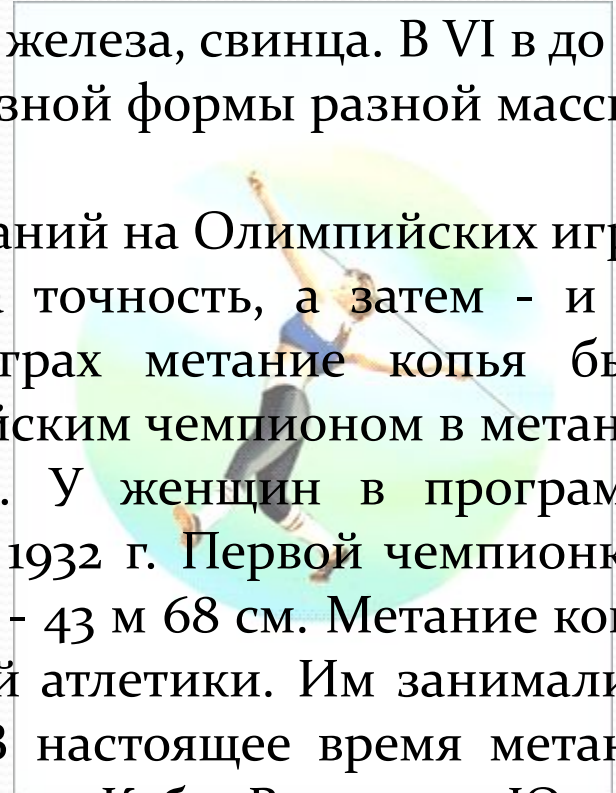 железа, свинца. В VI в до
зной формы разной масс
аний на Олимпийских иг
точность, а затем - и
грах метание копья б
йским чемпионом в метан
. У женщин в програм
1932 г. Первой чемпионк
- 43 м 68 см. Метание ко
й атлетики. Им занимали
В настоящее время метан